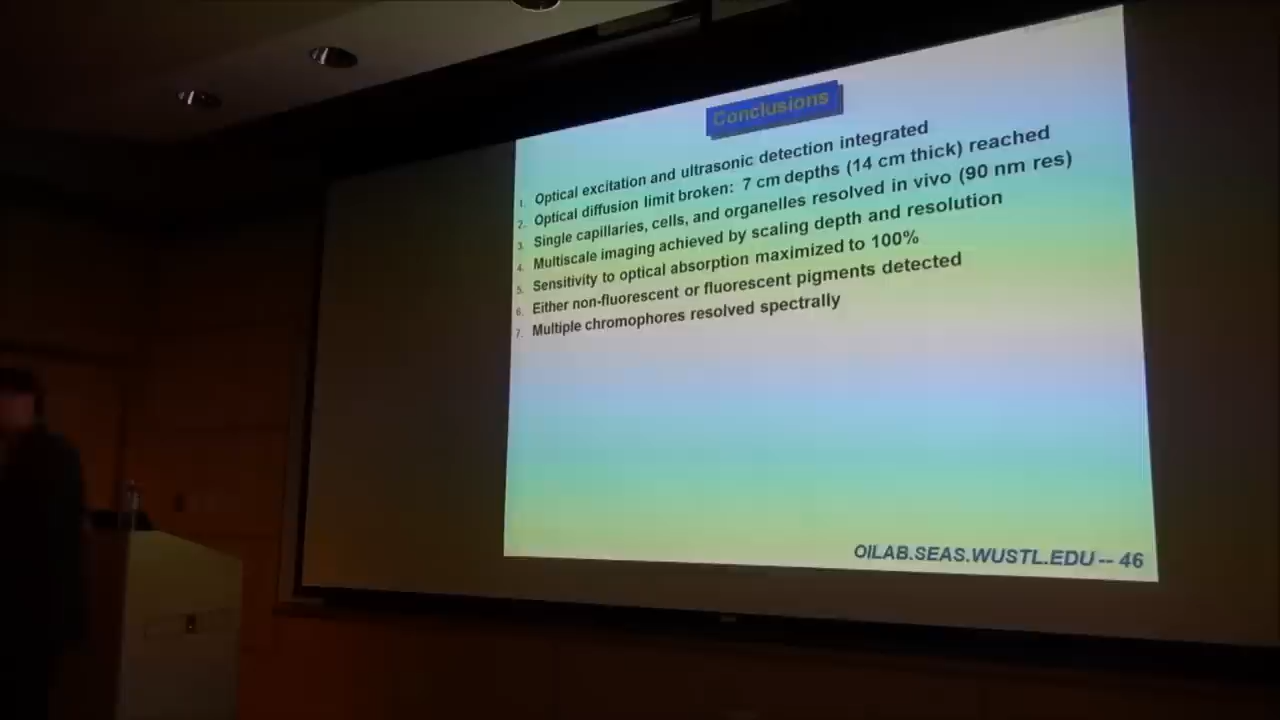 Conclusions
1. Optical excitation and ultrasonic detection integrated
2. Optical diffusion limit broken: 7 cm depths (14 cm thick) reached
3. Single capillaries, cells, and organelles resolved in vivo (90 nm res)
4. Multiscale imaging achieved by scaling depth and resolution
5. Sensitivity to optical absorption maximized to 100%
6. Either non-fluorescent or fluorescent pigments detected
7. Multiple chromophores resolved spectrally
OILAB.SEAS.WUSTL.EDU -- 46